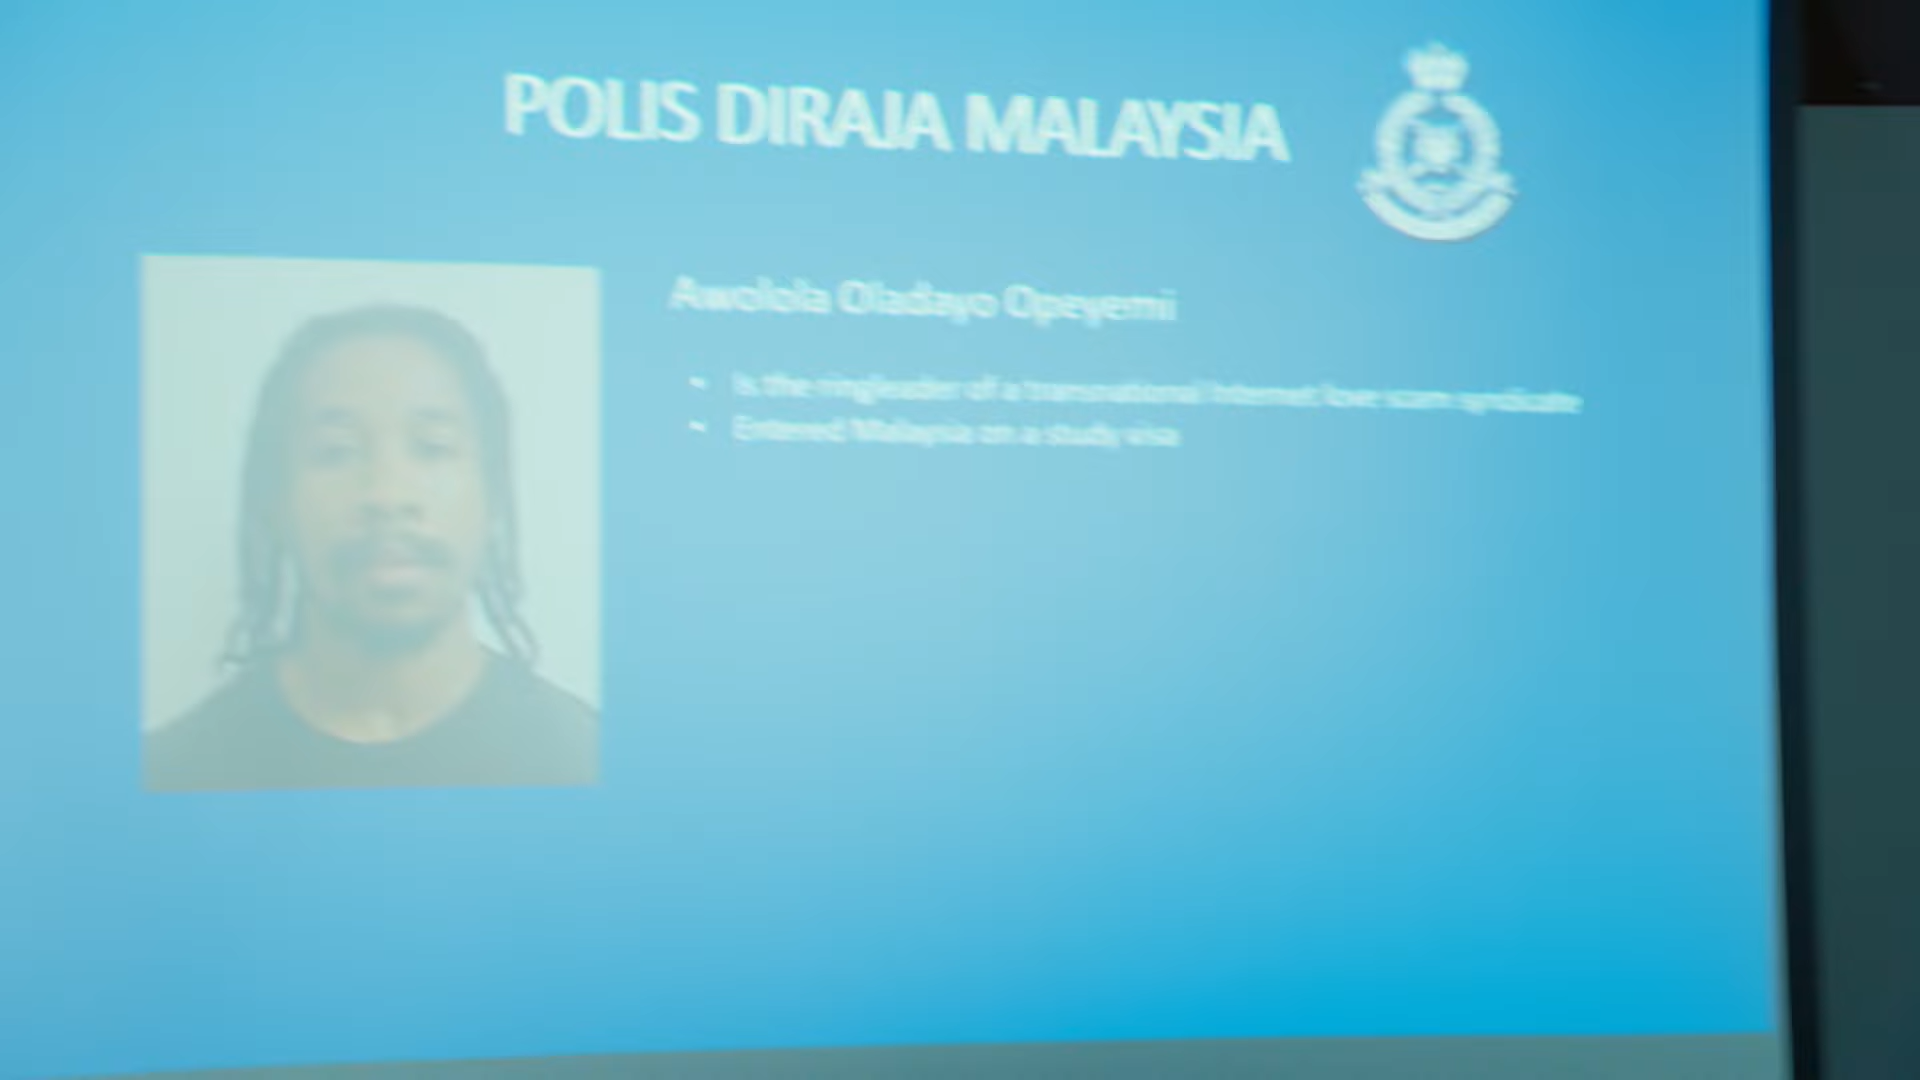 POLIS DIRAJA MALAYSIA
Awolola Oladayo Opeyemi
• Is the ringleader of a transnational Internet love scam syndicate
• Entered Malaysia on a study visa